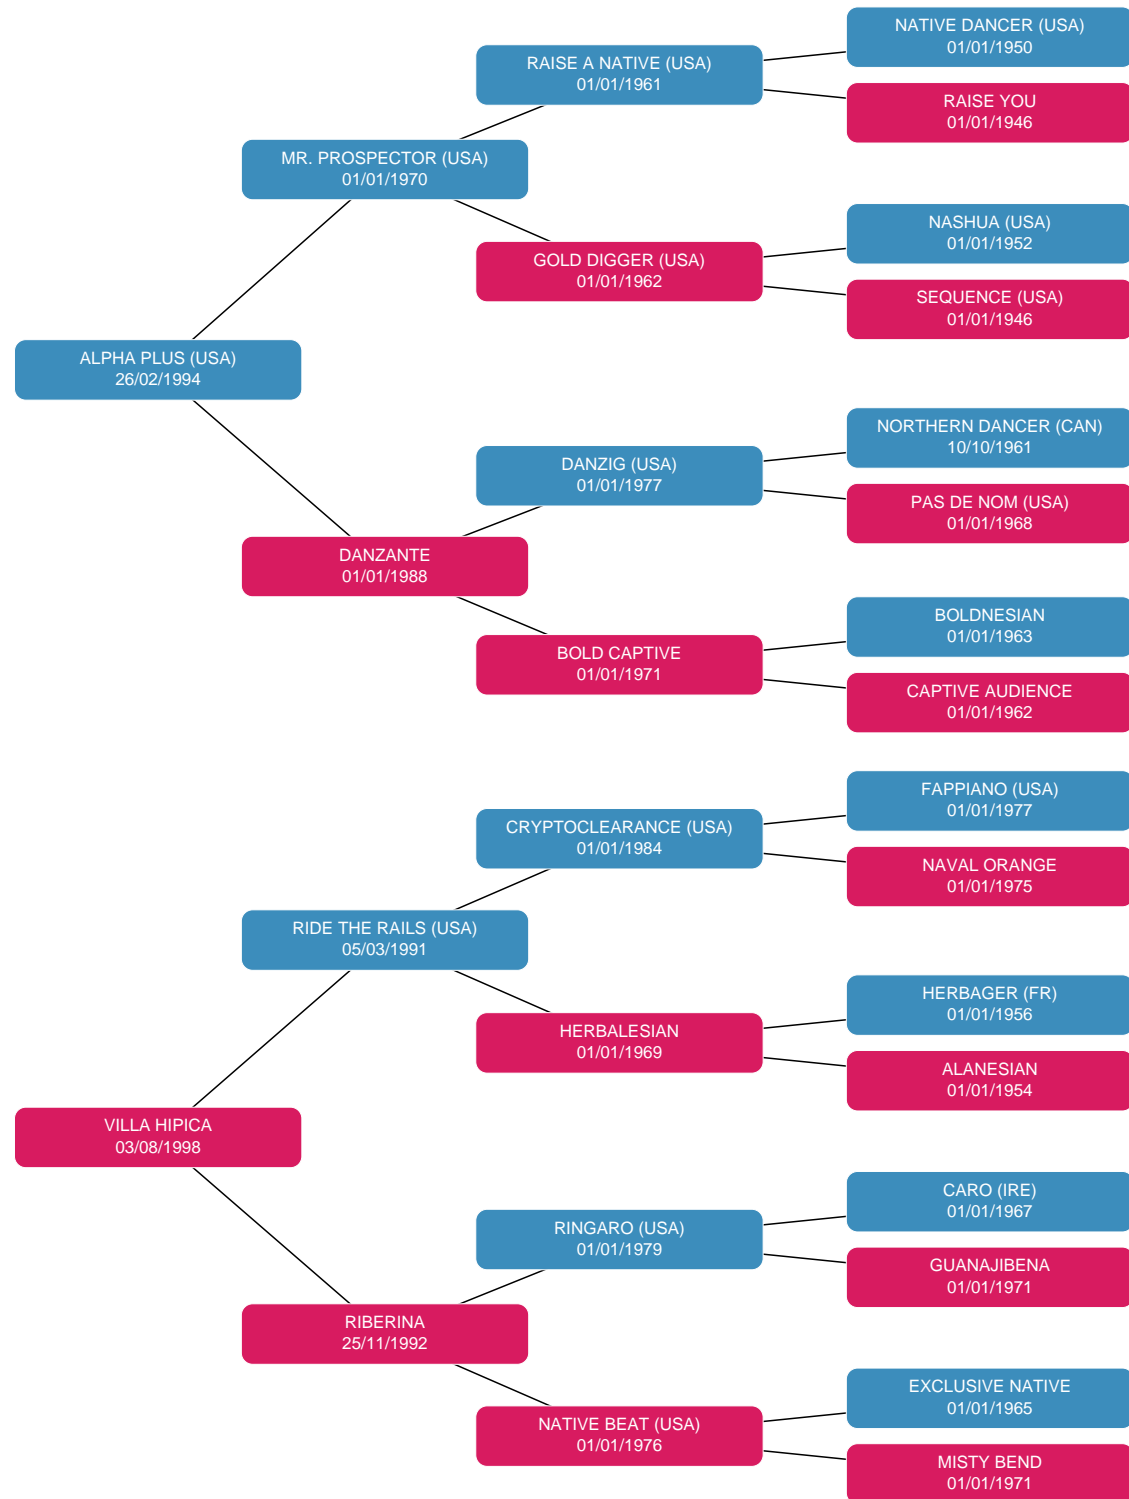 NATIVE DANCER (USA)
01/01/1950
RAISE A NATIVE (USA)
01/01/1961
RAISE YOU
01/01/1946
MR. PROSPECTOR (USA)
01/01/1970
NASHUA (USA)
01/01/1952
GOLD DIGGER (USA)
01/01/1962
SEQUENCE (USA)
01/01/1946
ALPHA PLUS (USA)
26/02/1994
NORTHERN DANCER (CAN)
10/10/1961
DANZIG (USA)
01/01/1977
PAS DE NOM (USA)
01/01/1968
DANZANTE
01/01/1988
BOLDNESIAN
01/01/1963
BOLD CAPTIVE
01/01/1971
CAPTIVE AUDIENCE
01/01/1962
FAPPIANO (USA)
01/01/1977
CRYPTOCLEARANCE (USA)
01/01/1984
NAVAL ORANGE
01/01/1975
RIDE THE RAILS (USA)
05/03/1991
HERBAGER (FR)
01/01/1956
HERBALESIAN
01/01/1969
ALANESIAN
01/01/1954
VILLA HIPICA
03/08/1998
CARO (IRE)
01/01/1967
RINGARO (USA)
01/01/1979
GUANAJIBENA
01/01/1971
RIBERINA
25/11/1992
EXCLUSIVE NATIVE
01/01/1965
NATIVE BEAT (USA)
01/01/1976
MISTY BEND
01/01/1971